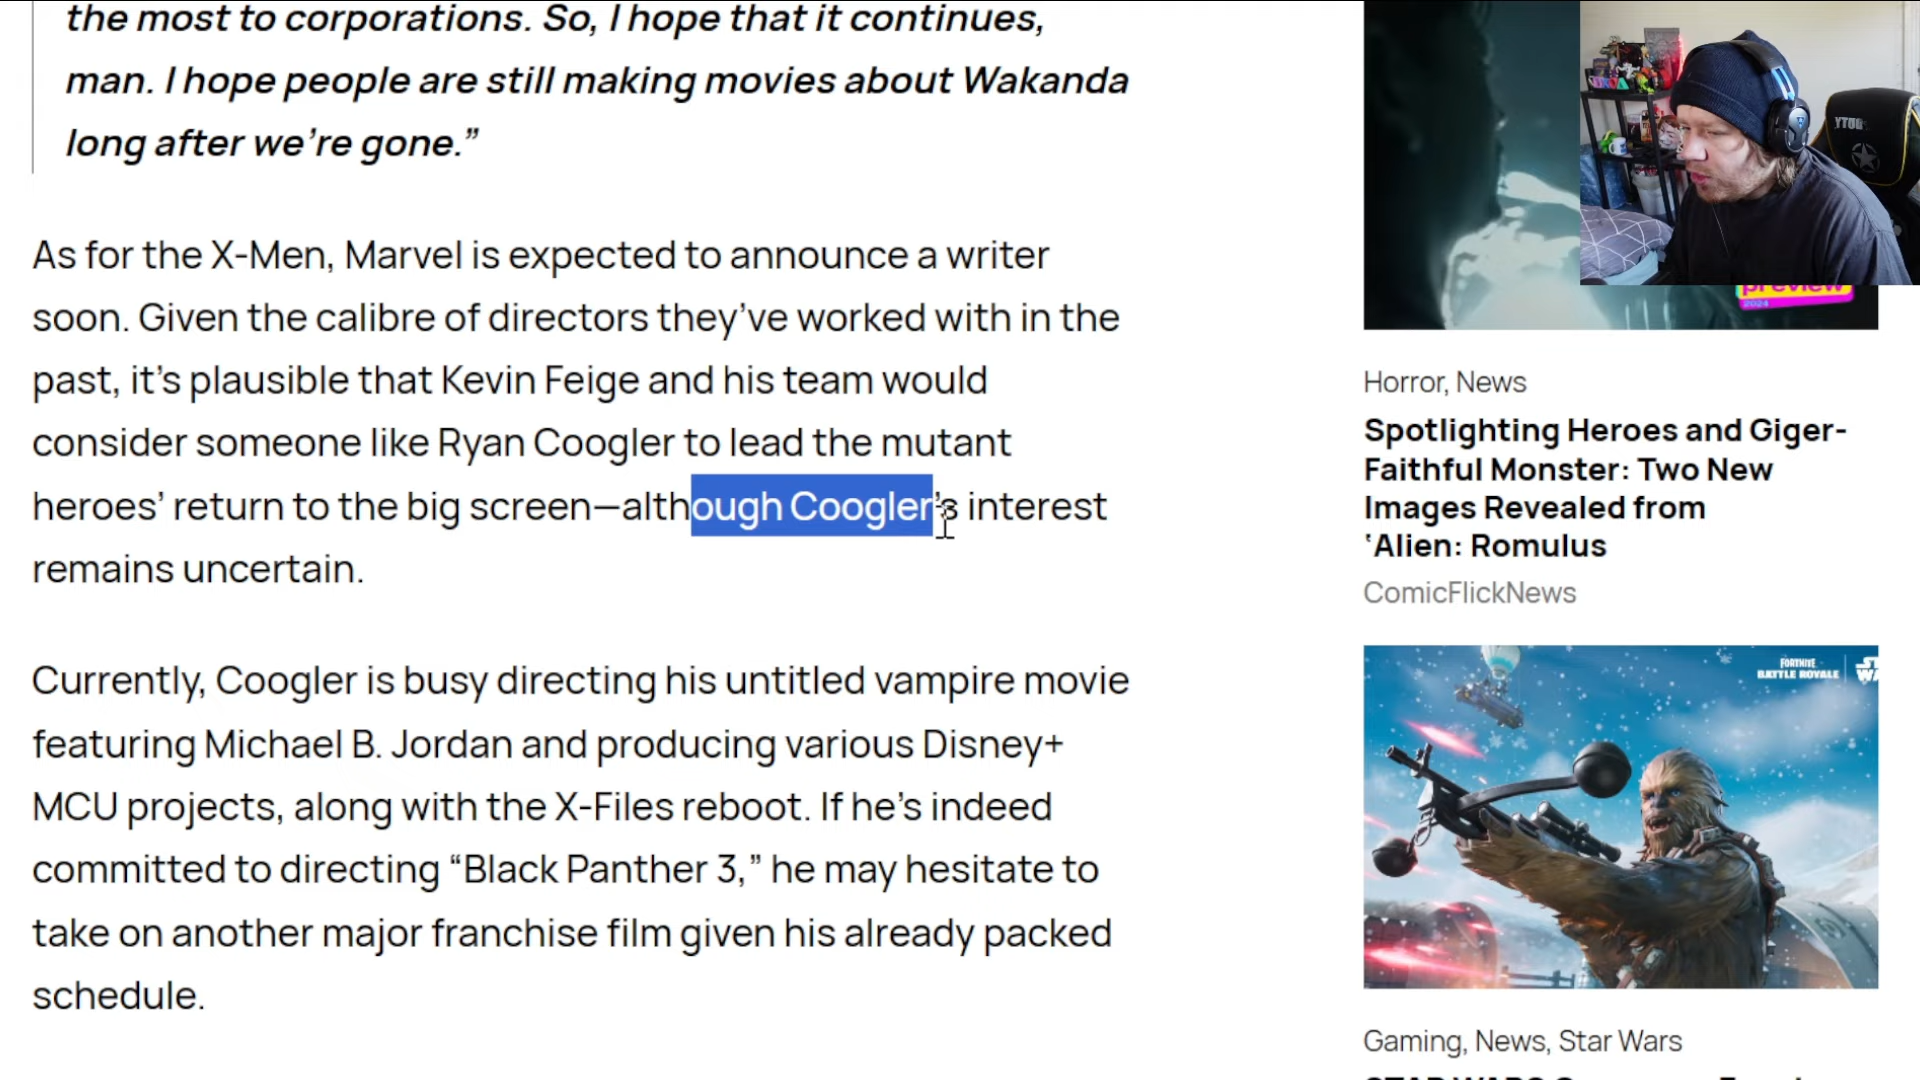 the most to corporations. So, I hope that it continues,
man. I hope people are still making movies about Wakanda
long after we’re gone.”
As for the X-Men, Marvel is expected to announce a writer
soon. Given the calibre of directors they’ve worked with in the
past, it’s plausible that Kevin Feige and his team would
consider someone like Ryan Coogler to lead the mutant
heroes’ return to the big screen—although Coogler’s interest
remains uncertain.
Currently, Coogler is busy directing his untitled vampire movie
featuring Michael B. Jordan and producing various Disney+
MCU projects, along with the X-Files reboot. If he’s indeed
committed to directing “Black Panther 3,” he may hesitate to
take on another major franchise film given his already packed
schedule.
preview
2024
Horror, News
Spotlighting Heroes and Giger-
Faithful Monster: Two New
Images Revealed from
‘Alien: Romulus
ComicFlickNews
FORTNITE
BATTLE ROYALE
Gaming, News, Star Wars